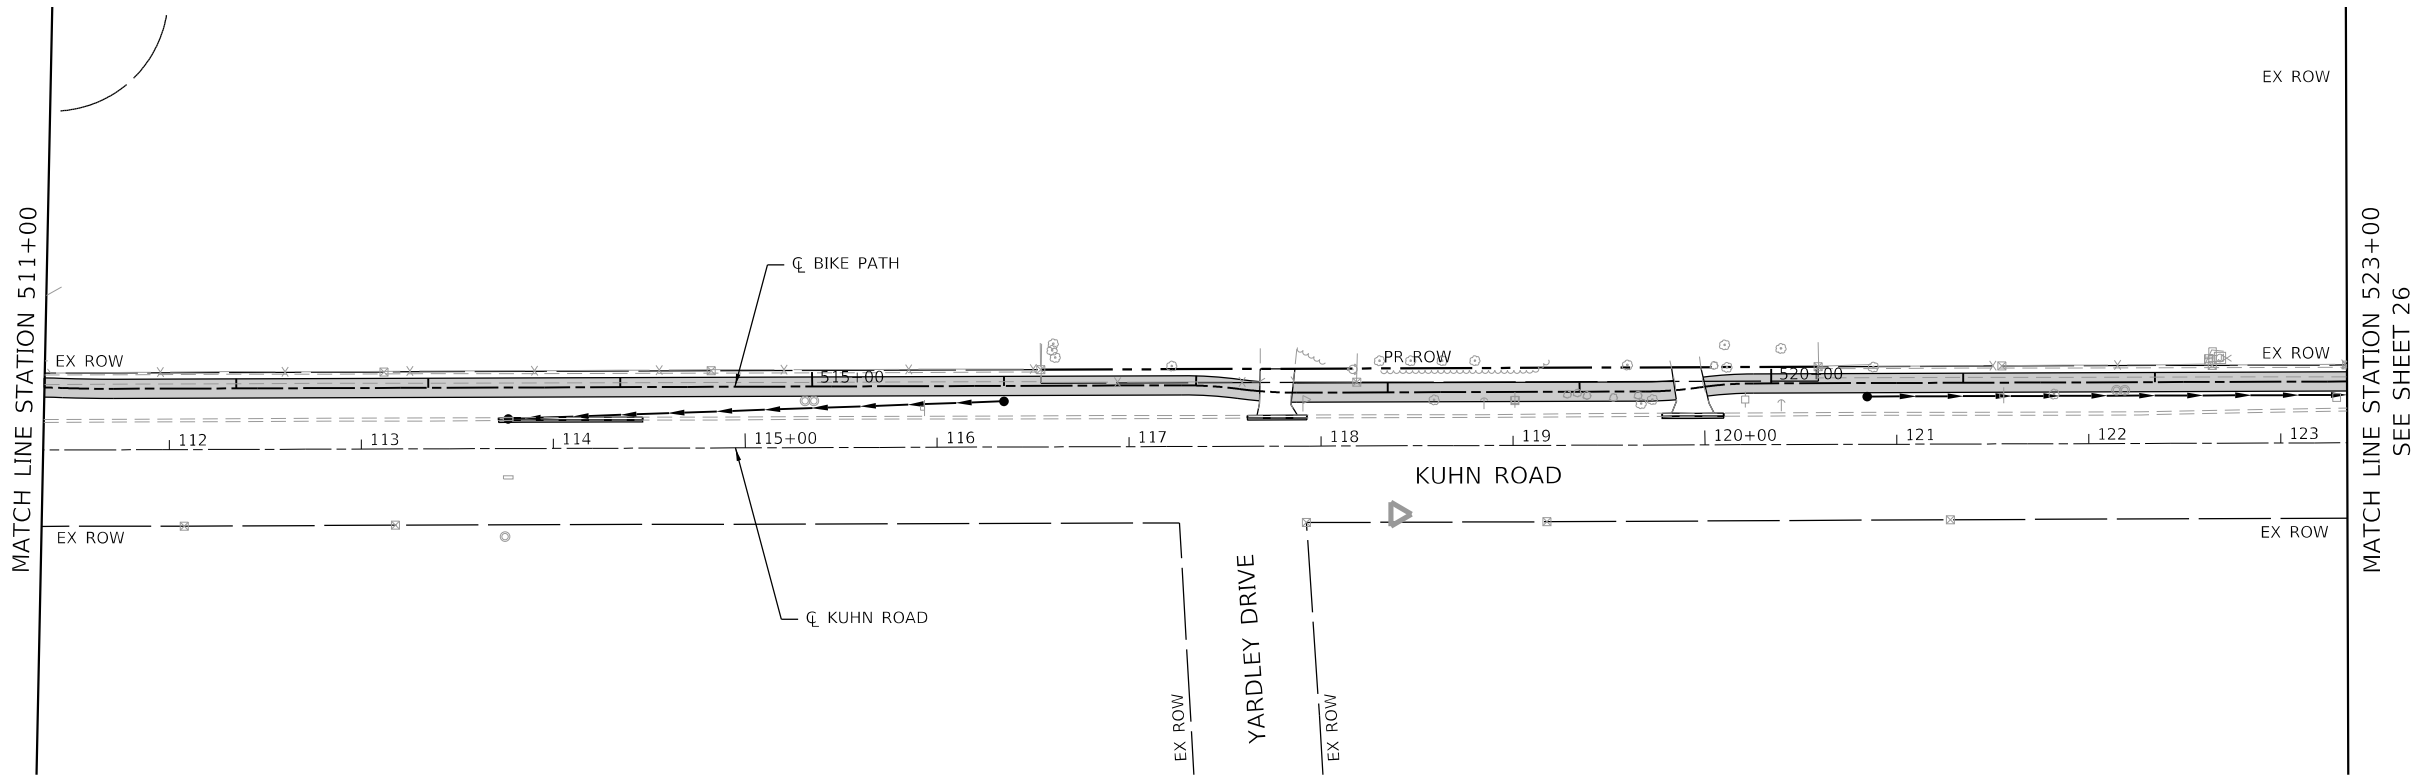 EX ROW
MATCH LINE STATION 511+00
MATCH LINE STATION 523+00
SEE SHEET 26
℄ BIKE PATH
EX ROW
PR ROW
EX ROW
515+00
520+00
112
113
114
115+00
116
117
118
119
120+00
121
122
123
KUHN ROAD
EX ROW
EX ROW
YARDLEY DRIVE
℄ KUHN ROAD
EX ROW
EX ROW